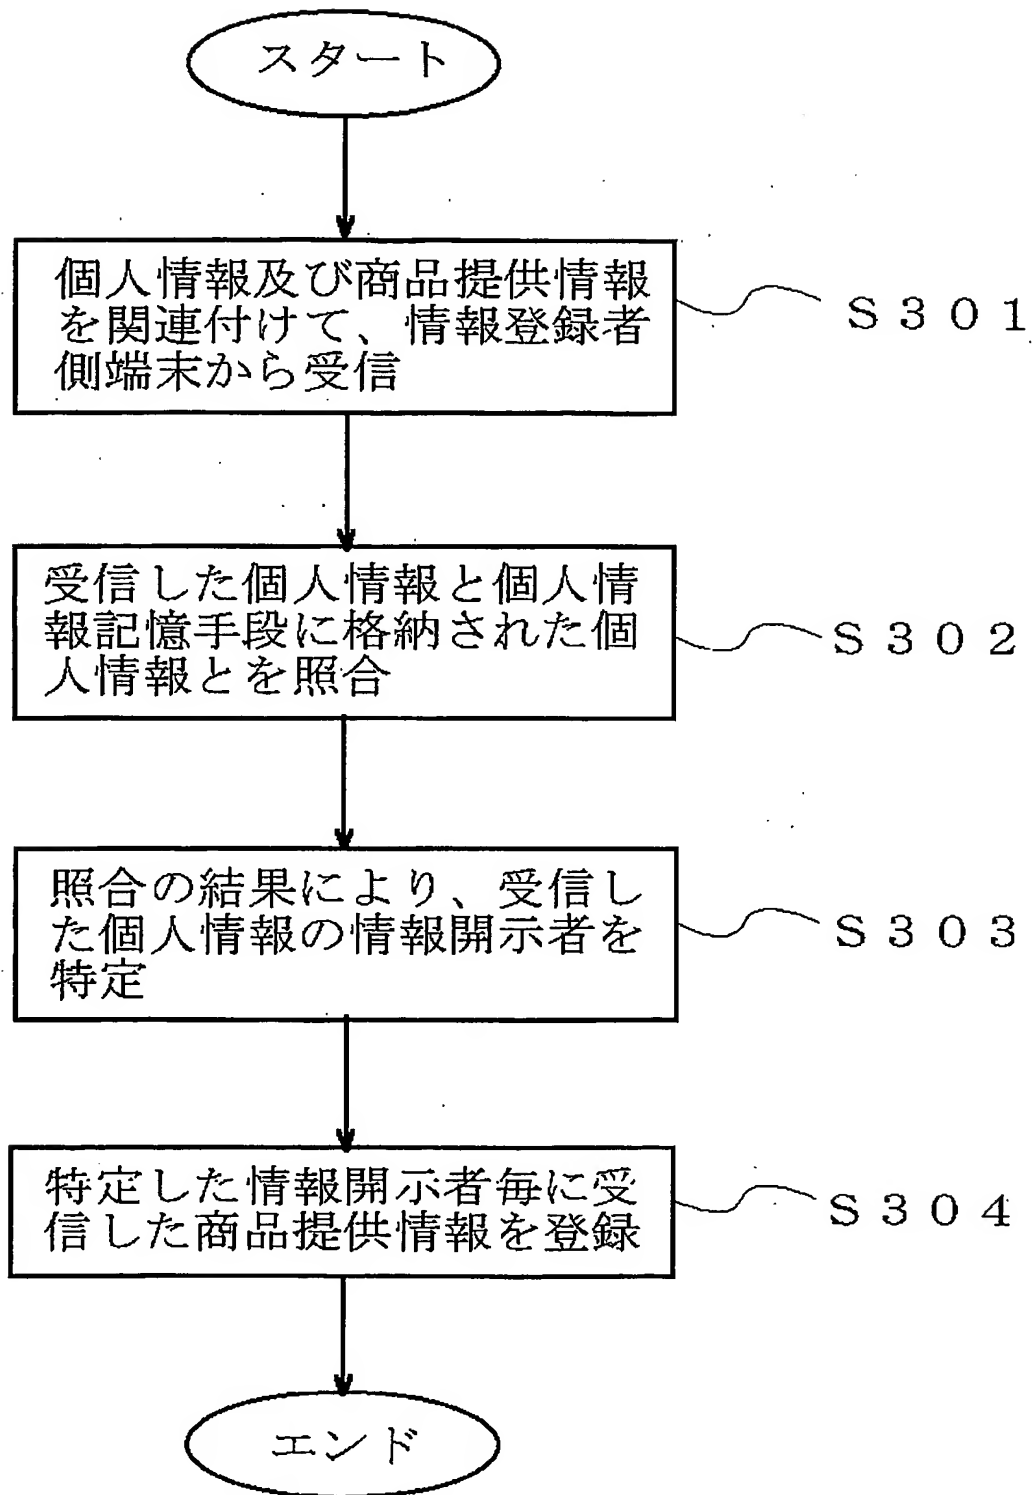 スタート
個人情報及び商品提供情報
を関連付けて、情報登録者
側端末から受信
S301
受信した個人情報と個人情
報記憶手段に格納された個
人情報とを照合
S302
照合の結果により、受信し
た個人情報の情報開示者を
特定
S303
特定した情報開示者毎に受
信した商品提供情報を登録
S304
エンド